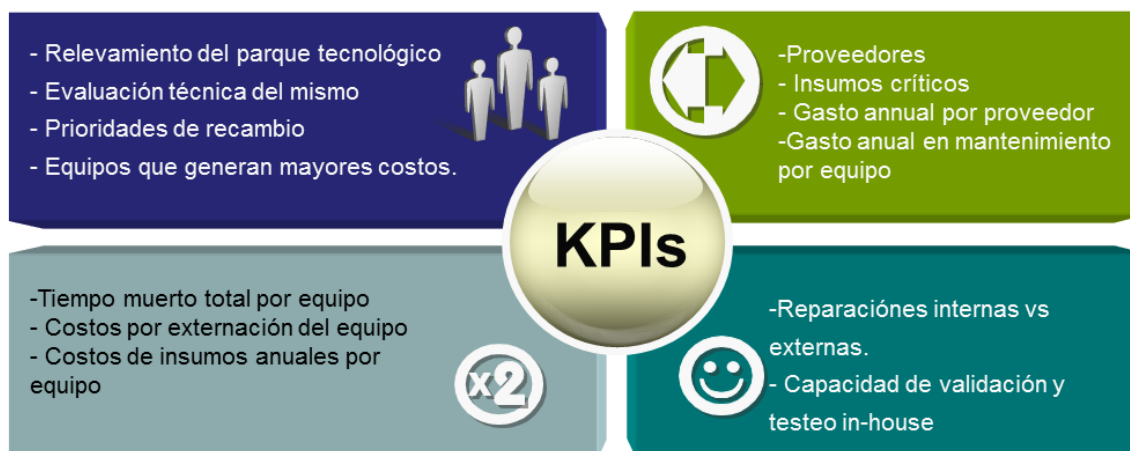 - Relevamiento del parque tecnológico
- Evaluación técnica del mismo
- Prioridades de recambio
- Equipos que generan mayores costos.
-Proveedores
- Insumos críticos
- Gasto annual por proveedor
-Gasto anual en mantenimiento
por equipo
KPIs
-Tiempo muerto total por equipo
- Costos por externación del equipo
- Costos de insumos anuales por
equipo
x2
-Reparaciónes internas vs
externas.
- Capacidad de validación y
testeo in-house